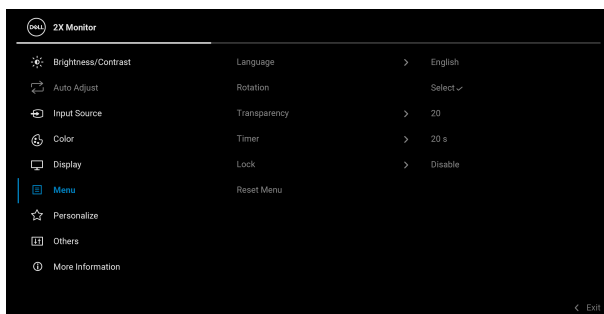 DELL 2X Monitor
Brightness/Contrast Language > English
Auto Adjust Rotation Select ✓
Input Source Transparency > 20
Color Timer > 20 s
Display Lock > Disable
Menu Reset Menu
Personalize
Others
More Information
< Exit